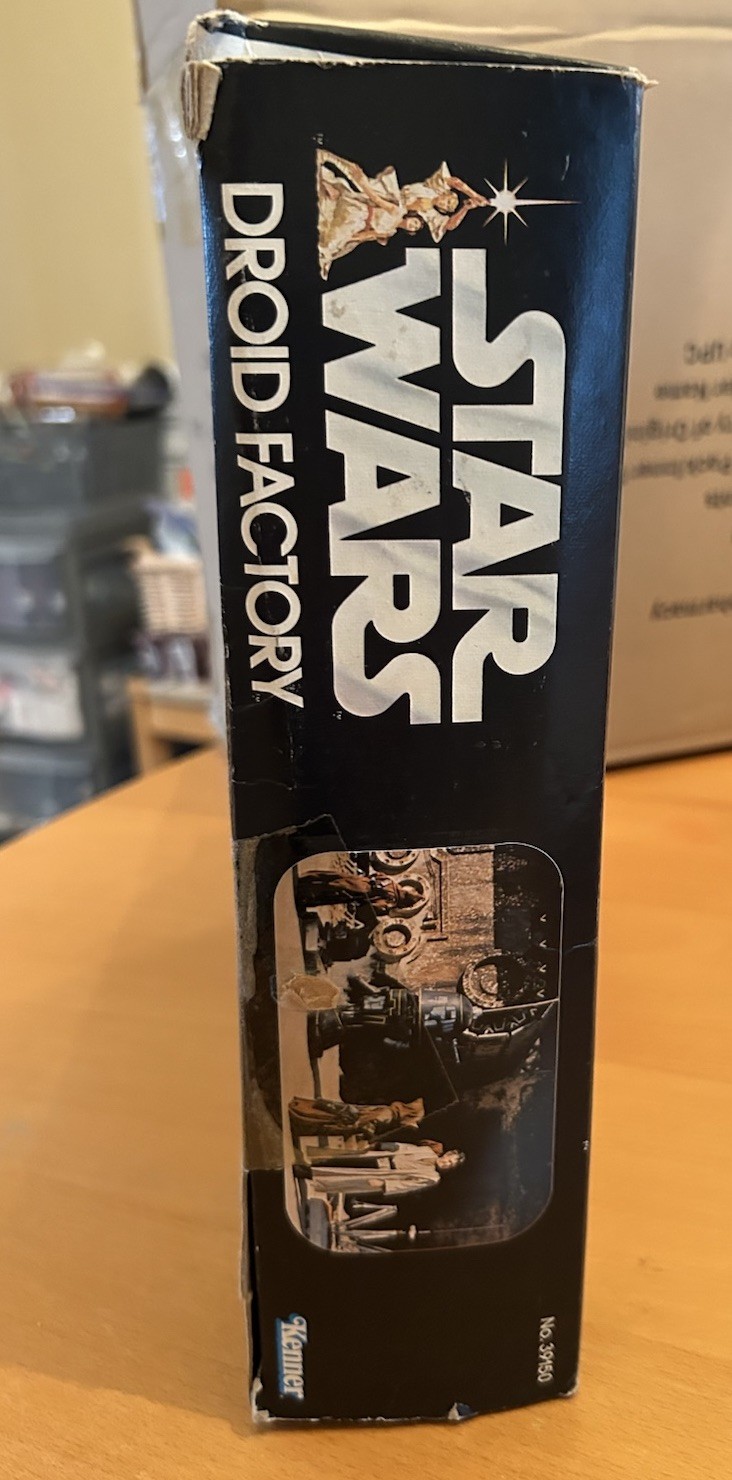 STAR
WARS
DROID FACTORY
No. 39150
Kenner